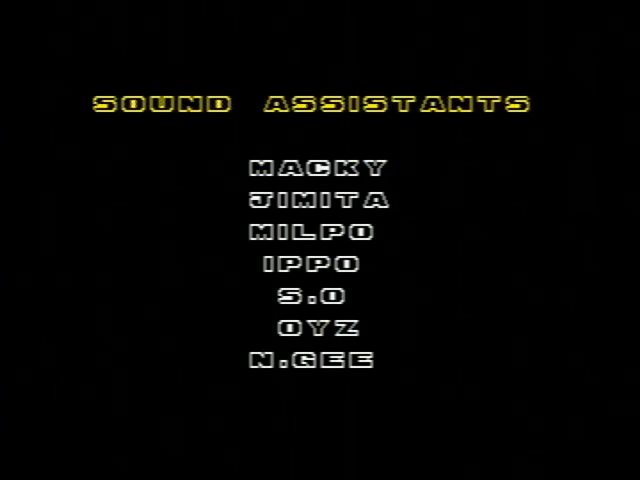 SOUND ASSISTANTS
MACKY
JIMITA
MILPO
IPPO
S.O
OYZ
N.GEE